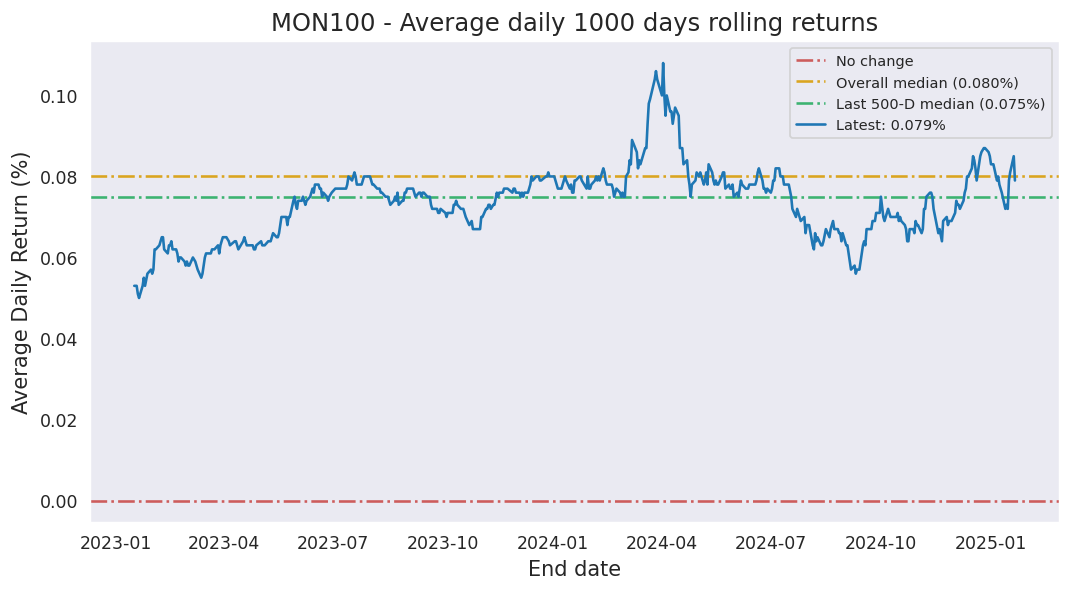 MON100 - Average daily 1000 days rolling returns
No change
Overall median (0.080%)
Last 500-D median (0.075%)
Latest: 0.079%
Average Daily Return (%)
0.10
0.08
0.06
0.04
0.02
0.00
2023-01 2023-04 2023-07 2023-10 2024-01 2024-04 2024-07 2024-10 2025-01
End date